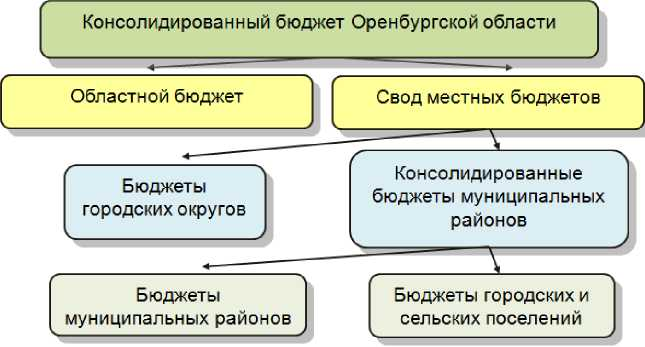 Консолидированный бюджет Оренбургской области
Областной бюджет
Свод местных бюджетов
Бюджеты
городских округов
Консолидированные
бюджеты муниципальных
районов
Бюджеты
муниципальных районов
Бюджеты городских и
сельских поселений